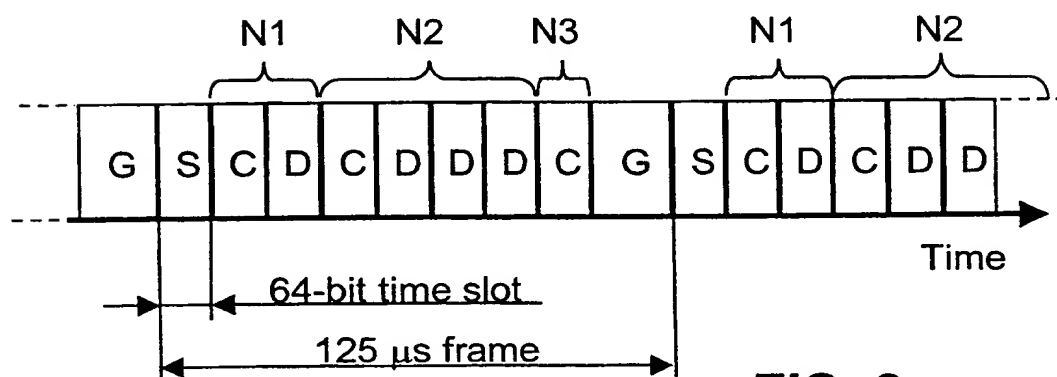 N1 N2 N3 N1 N2
G S C D C D D D C G S C D C D D
Time
64-bit time slot
125 μs frame